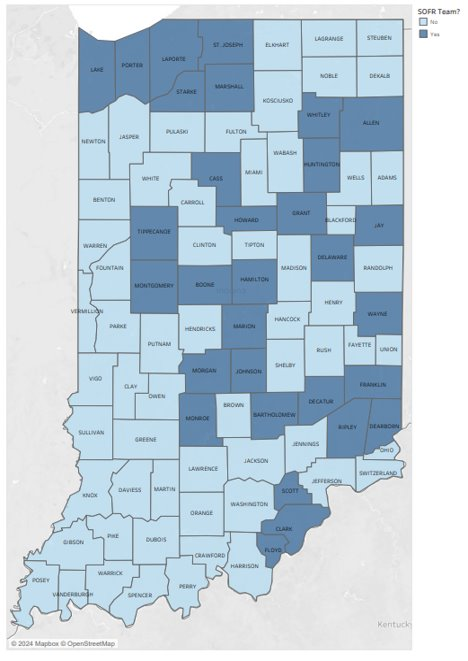 SOFR Team?
No
Yes
LAKE
PORTER
LAPORTE
ST. JOSEPH
ELKHART
LAGRANGE
STEUBEN
NOBLE
DEKALB
STARKE
MARSHALL
KOSCIUSKO
WHITLEY
ALLEN
NEWTON
JASPER
PULASKI
FULTON
WABASH
HUNTINGTON
MIAMI
CASS
WHITE
WELLS
ADAMS
BENTON
CARROLL
HOWARD
GRANT
BLACKFORD
JAY
TIPPECANOE
WARREN
CLINTON
TIPTON
DELAWARE
MADISON
RANDOLPH
FOUNTAIN
MONTGOMERY
BOONE
HAMILTON
Indiana
HENRY
VERMILLION
WAYNE
PARKE
HENDRICKS
MARION
HANCOCK
PUTNAM
RUSH
FAYETTE
UNION
SHELBY
MORGAN
JOHNSON
VIGO
CLAY
FRANKLIN
OWEN
DECATUR
BROWN
BARTHOLOMEW
MONROE
RIPLEY
DEARBORN
SULLIVAN
GREENE
JENNINGS
OHIO
JACKSON
LAWRENCE
SWITZERLAND
JEFFERSON
KNOX
DAVIESS
MARTIN
SCOTT
WASHINGTON
ORANGE
CLARK
PIKE
DUBOIS
GIBSON
FLOYD
CRAWFORD
HARRISON
WARRICK
POSEY
PERRY
VANDERBURGH
SPENCER
Kentucky
© 2024 Mapbox © OpenStreetMap